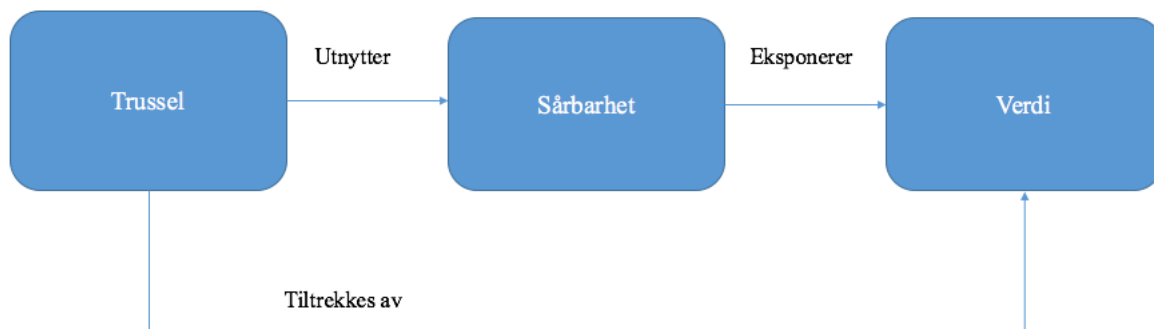 Utnytter
Eksponerer
Trussel
Sårbarhet
Verdi
Tiltrekkes av